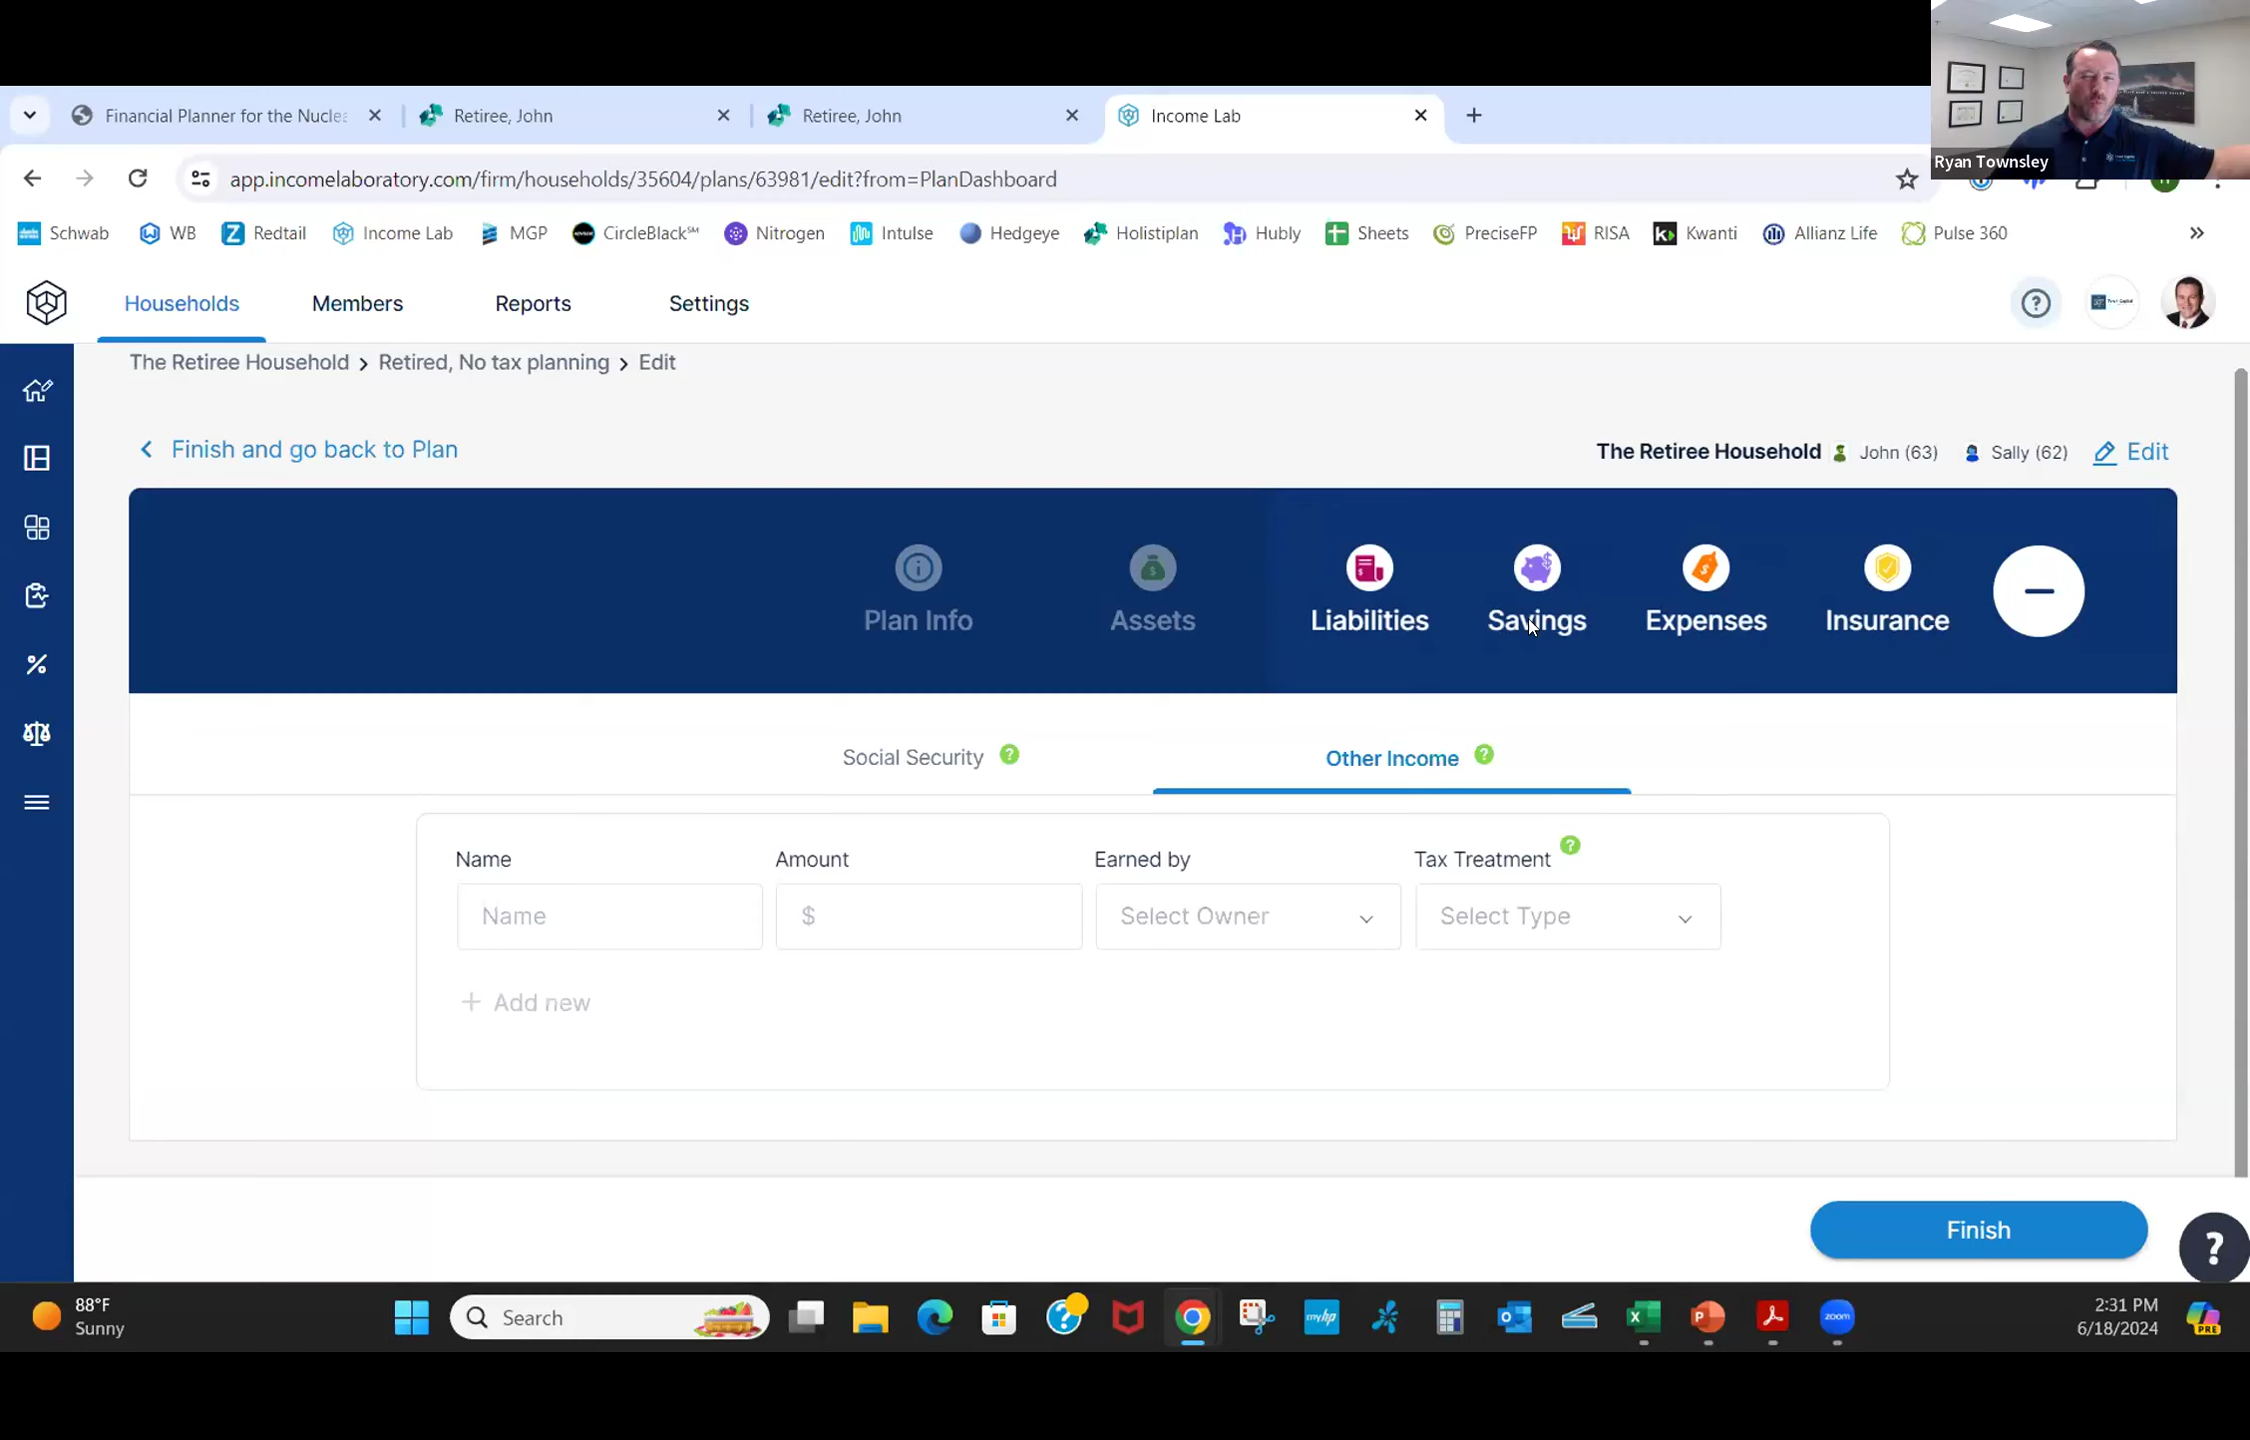 Ryan Townsley
Financial Planner for the Nuclea
Retiree, John
Retiree, John
Income Lab
app.incomelaboratory.com/firm/households/35604/plans/63981/edit?from=PlanDashboard
Schwab
WB
Redtail
Income Lab
MGP
CircleBlack℠
Nitrogen
Intulse
Hedgeye
Holistiplan
Hubly
Sheets
PreciseFP
RISA
Kwanti
Allianz Life
Pulse 360
Households
Members
Reports
Settings
The Retiree Household > Retired, No tax planning > Edit
Finish and go back to Plan
The Retiree Household
John (63)
Sally (62)
Edit
Plan Info
Assets
Liabilities
Savings
Expenses
Insurance
Social Security ?
Other Income ?
Name
Amount
Earned by
Tax Treatment ?
Name
$
Select Owner
Select Type
+ Add new
Finish
?
88°F
Sunny
Search
myhp
zoom
2:31 PM
6/18/2024
PRE